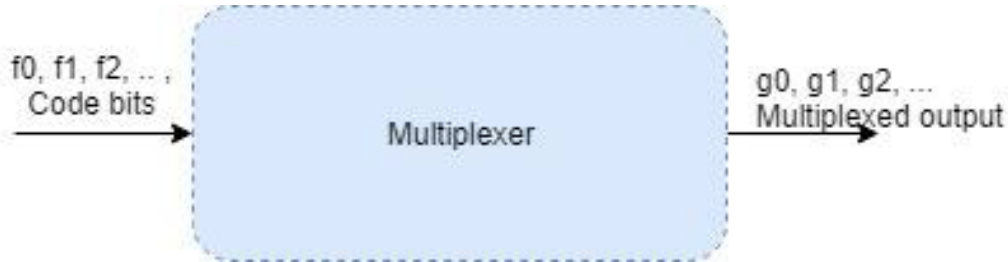 f0, f1, f2, .. ,
Code bits
Multiplexer
g0, g1, g2, ...
Multiplexed output